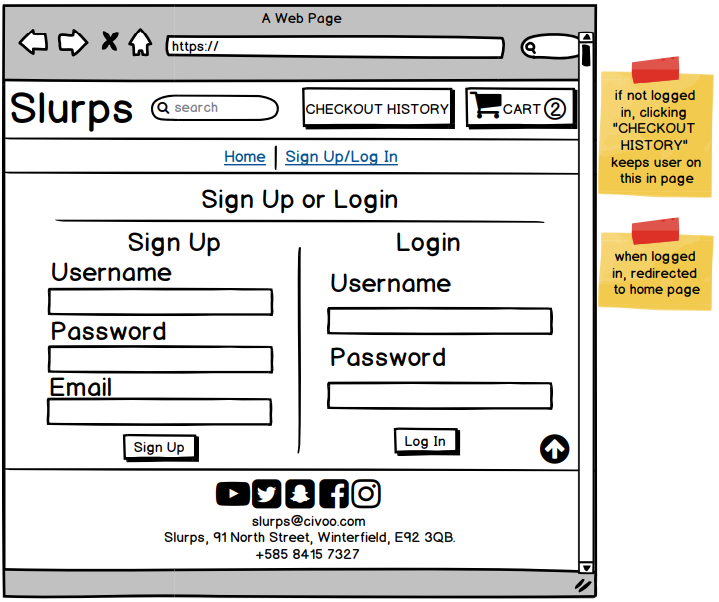 A Web Page
https://
Slurps
search
CHECKOUT HISTORY
CART 2
Home | Sign Up/Log In
Sign Up or Login
Sign Up
Username
Password
Email
Sign Up
Login
Username
Password
Log In
slurps@civoo.com
Slurps, 91 North Street, Winterfield, E92 3QB.
+585 8415 7327
if not logged
in, clicking
"CHECKOUT
HISTORY"
keeps user on
this in page
when logged
in, redirected
to home page